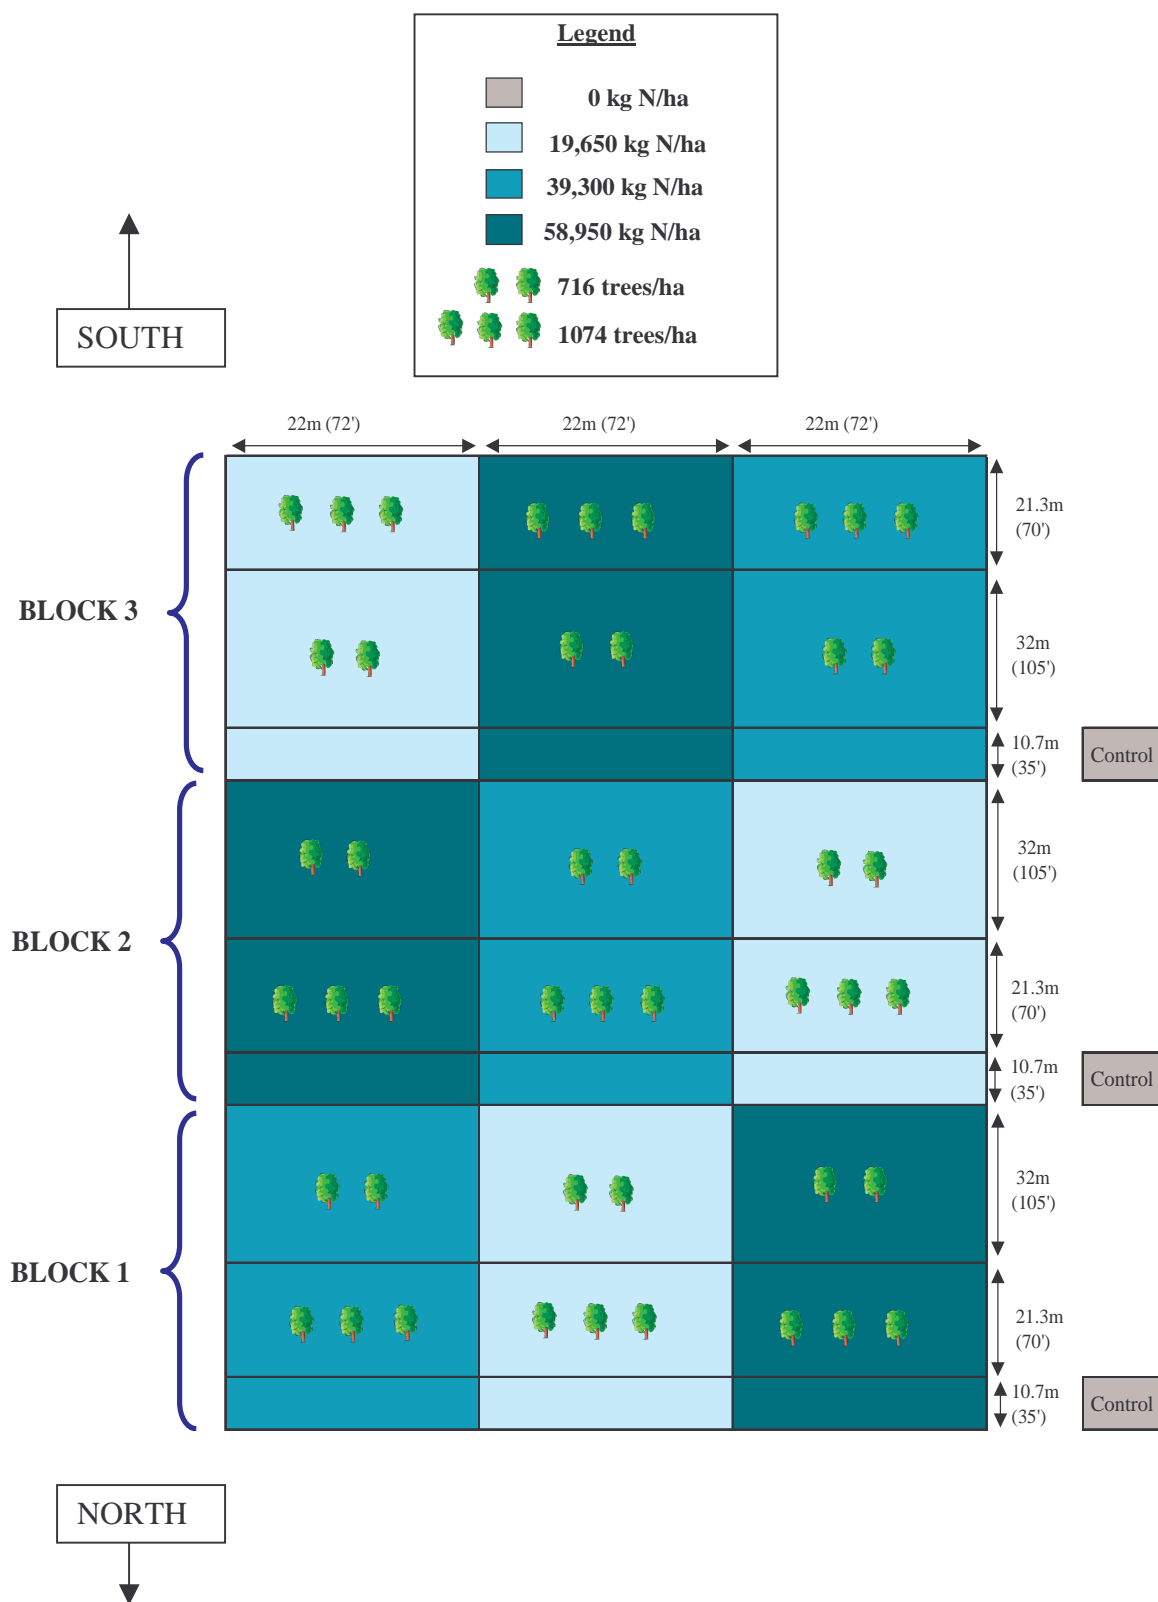 Legend
0 kg N/ha
19,650 kg N/ha
39,300 kg N/ha
58,950 kg N/ha
716 trees/ha
1074 trees/ha
SOUTH
22m (72') 22m (72') 22m (72')
21.3m
(70')
BLOCK 3
32m
(105')
10.7m
(35')
Control
32m
(105')
BLOCK 2
21.3m
(70')
10.7m
(35')
Control
32m
(105')
BLOCK 1
21.3m
(70')
10.7m
(35')
Control
NORTH